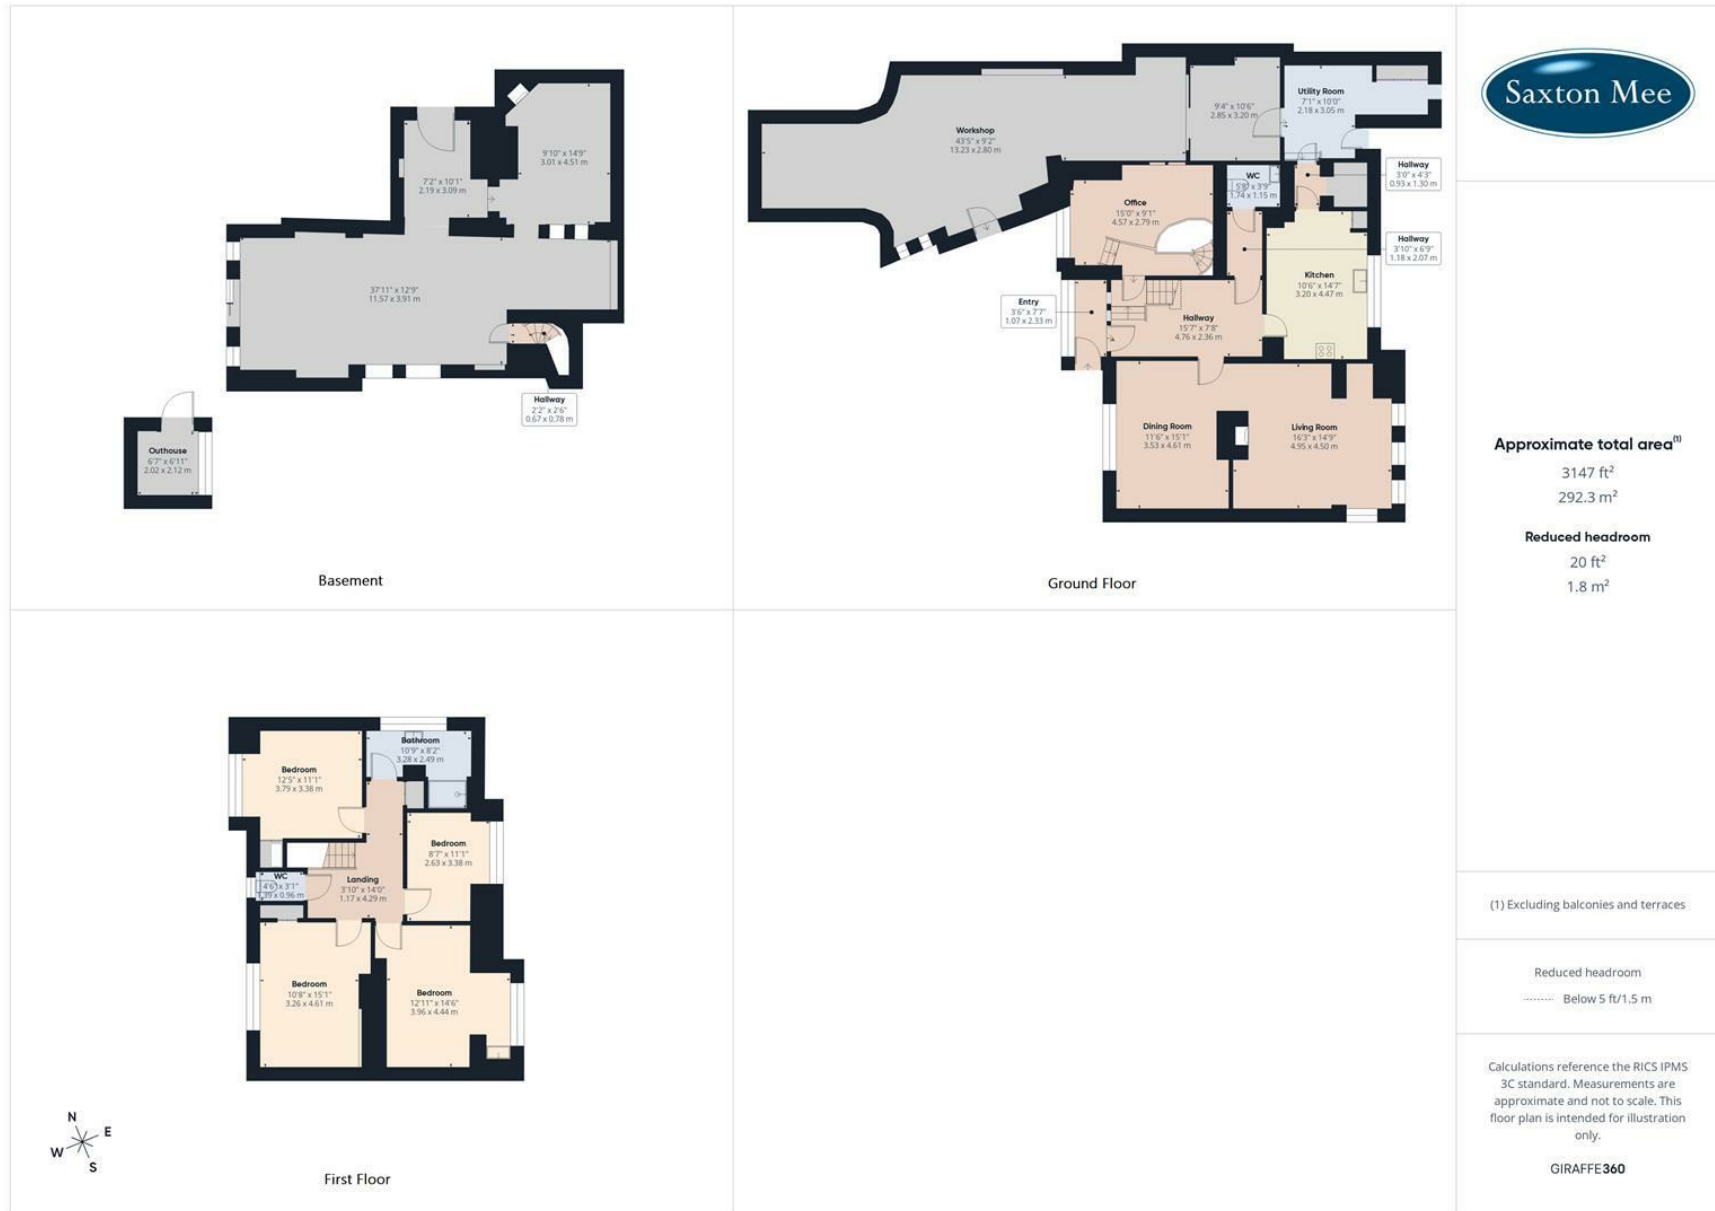 9'10" x 14'9"
3.01 x 4.51 m
7'2" x 10'1"
2.19 x 3.09 m
37'11" x 12'9"
11.57 x 3.91 m
Hallway
2'2" x 2'6"
0.67 x 0.78 m
Outhouse
6'7" x 6'11"
2.02 x 2.12 m
Basement
Workshop
43'5" x 9'2"
13.23 x 2.80 m
9'4" x 10'6"
2.85 x 3.20 m
Utility Room
7'1" x 10'0"
2.18 x 3.05 m
Hallway
3'0" x 4'3"
0.93 x 1.30 m
WC
5'8" x 3'9"
1.74 x 1.15 m
Office
15'0" x 9'1"
4.57 x 2.79 m
Hallway
3'10" x 6'9"
1.18 x 2.07 m
Kitchen
10'6" x 14'7"
3.20 x 4.47 m
Entry
3'6" x 7'7"
1.07 x 2.33 m
Hallway
15'7" x 7'8"
4.76 x 2.36 m
Dining Room
11'6" x 15'1"
3.53 x 4.61 m
Living Room
16'3" x 14'9"
4.95 x 4.50 m
Ground Floor
Bathroom
10'9" x 8'2"
3.28 x 2.49 m
Bedroom
12'5" x 11'1"
3.79 x 3.38 m
Bedroom
8'7" x 11'1"
2.63 x 3.38 m
WC
4'6" x 3'1"
1.39 x 0.96 m
Landing
3'10" x 14'0"
1.17 x 4.29 m
Bedroom
10'8" x 15'1"
3.26 x 4.61 m
Bedroom
12'11" x 14'6"
3.96 x 4.44 m
N
E
W
S
First Floor
Saxton Mee
Approximate total area(1)
3147 ft²
292.3 m²
Reduced headroom
20 ft²
1.8 m²
(1) Excluding balconies and terraces
Reduced headroom
Below 5 ft/1.5 m
Calculations reference the RICS IPMS
3C standard. Measurements are
approximate and not to scale. This
floor plan is intended for illustration
only.
GIRAFFE360